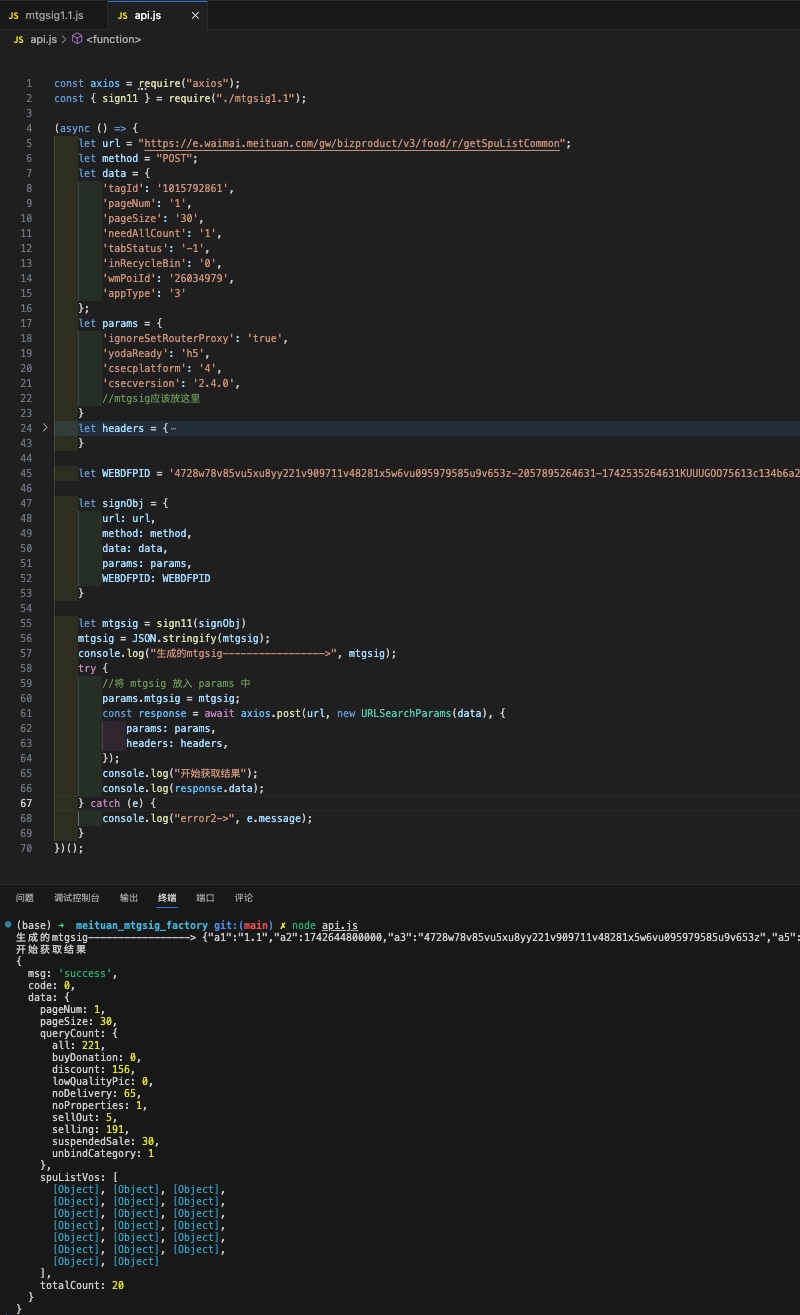 JS mtgsig1.1.js JS api.js ×
JS api.js > <function>
1 const axios = require("axios");
2 const { sign11 } = require("./mtgsig1.1");
3
4 (async () => {
5 let url = "https://e.waimai.meituan.com/gw/bizproduct/v3/food/r/getSpuListCommon";
6 let method = "POST";
7 let data = {
8 'tagId': '1015792861',
9 'pageNum': '1',
10 'pageSize': '30',
11 'needAllCount': '1',
12 'tabStatus': '-1',
13 'inRecycleBin': '0',
14 'wmPoiId': '26034979',
15 'appType': '3'
16 };
17 let params = {
18 'ignoreSetRouterProxy': 'true',
19 'yodaReady': 'h5',
20 'csecplatform': '4',
21 'csecversion': '2.4.0',
22 //mtgsig应该放这里
23 }
24 let headers = {⋯
43 }
44
45 let WEBDFPID = '4728w78v85vu5xu8yy221v909711v48281x5w6vu095979585u9v653z-2057895264631-1742535264631KUUUGOO75613c134b6a2
46
47 let signObj = {
48 url: url,
49 method: method,
50 data: data,
51 params: params,
52 WEBDFPID: WEBDFPID
53 }
54
55 let mtgsig = sign11(signObj)
56 mtgsig = JSON.stringify(mtgsig);
57 console.log("生成的mtgsig----------------->", mtgsig);
58 try {
59 //将 mtgsig 放入 params 中
60 params.mtgsig = mtgsig;
61 const response = await axios.post(url, new URLSearchParams(data), {
62 params: params,
63 headers: headers,
64 });
65 console.log("开始获取结果");
66 console.log(response.data);
67 } catch (e) {
68 console.log("error2->", e.message);
69 }
70 })();
问题 调试控制台 输出 终端 端口 评论
(base) ➜ meituan_mtgsig_factory git:(main) ✗ node api.js
生成的mtgsig-----------------> {"a1":"1.1","a2":1742644800000,"a3":"4728w78v85vu5xu8yy221v909711v48281x5w6vu095979585u9v653z","a5":
开始获取结果
{
msg: 'success',
code: 0,
data: {
pageNum: 1,
pageSize: 30,
queryCount: {
all: 221,
buyDonation: 0,
discount: 156,
lowQualityPic: 0,
noDelivery: 65,
noProperties: 1,
sellOut: 5,
selling: 191,
suspendedSale: 30,
unbindCategory: 1
},
spuListVos: [
[Object], [Object], [Object],
[Object], [Object], [Object],
[Object], [Object], [Object],
[Object], [Object], [Object],
[Object], [Object], [Object],
[Object], [Object], [Object],
[Object], [Object]
],
totalCount: 20
}
}